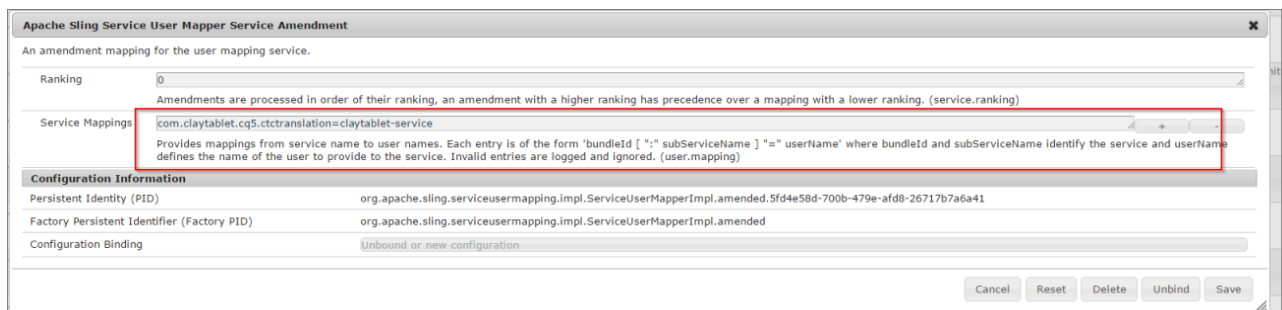 Apache Sling Service User Mapper Service Amendment
An amendment mapping for the user mapping service.
Ranking
0
Amendments are processed in order of their ranking, an amendment with a higher ranking has precedence over a mapping with a lower ranking. (service.ranking)
Service Mappings
com.claytablet.cq5.ctctranslation=claytablet-service
+
-
Provides mappings from service name to user names. Each entry is of the form 'bundleId [ ":" subServiceName ] "=" userName' where bundleId and subServiceName identify the service and userName
defines the name of the user to provide to the service. Invalid entries are logged and ignored. (user.mapping)
Configuration Information
Persistent Identity (PID)
org.apache.sling.serviceusermapping.impl.ServiceUserMapperImpl.amended.5fd4e58d-700b-479e-afd8-26717b7a6a41
Factory Persistent Identifier (Factory PID)
org.apache.sling.serviceusermapping.impl.ServiceUserMapperImpl.amended
Configuration Binding
Unbound or new configuration
Cancel
Reset
Delete
Unbind
Save